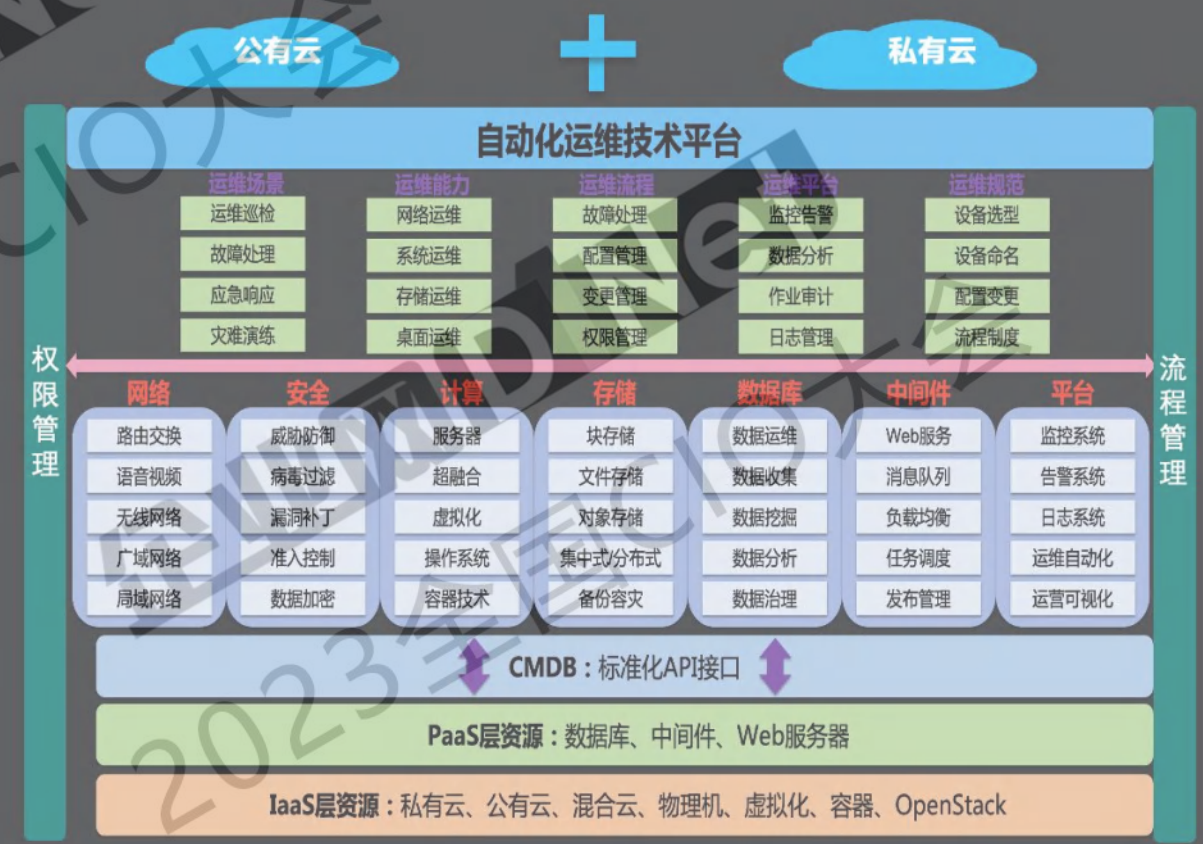 公有云 + 私有云
自动化运维技术平台
运维场景 运维能力 运维流程 运维平台 运维规范
运维巡检 网络运维 故障处理 监控告警 设备选型
故障处理 系统运维 配置管理 数据分析 设备命名
应急响应 存储运维 变更管理 作业审计 配置变更
灾难演练 桌面运维 权限管理 日志管理 流程制度
权限管理
流程管理
网络 安全 计算 存储 数据库 中间件 平台
路由交换 威胁防御 服务器 块存储 数据运维 Web服务 监控系统
语音视频 病毒过滤 超融合 文件存储 数据收集 消息队列 告警系统
无线网络 漏洞补丁 虚拟化 对象存储 数据挖掘 负载均衡 日志系统
广域网络 准入控制 操作系统 集中式/分布式 数据分析 任务调度 运维自动化
局域网络 数据加密 容器技术 备份容灾 数据治理 发布管理 运营可视化
CMDB：标准化API接口
PaaS层资源：数据库、中间件、Web服务器
IaaS层资源：私有云、公有云、混合云、物理机、虚拟化、容器、OpenStack
2023全国CIO大会
CIO大会